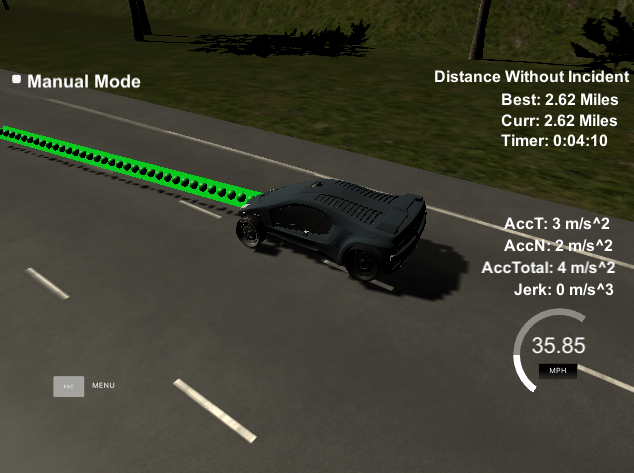 Manual Mode
Distance Without Incident
Best: 2.62 Miles
Curr: 2.62 Miles
Timer: 0:04:10
AccT: 3 m/s^2
AccN: 2 m/s^2
AccTotal: 4 m/s^2
Jerk: 0 m/s^3
35.85
MPH
ESC MENU